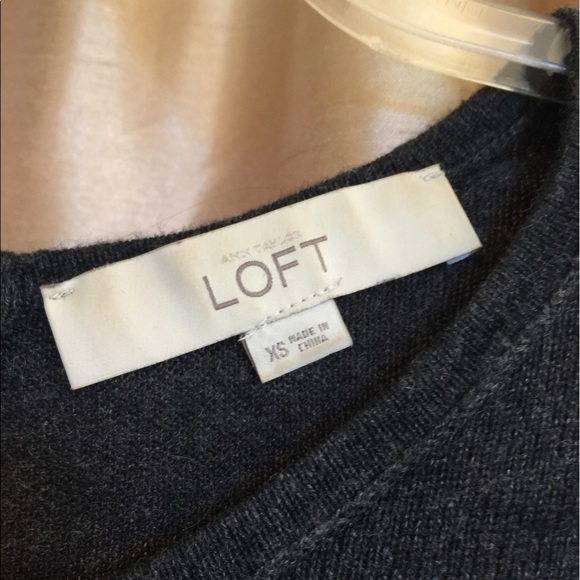 ANN TAYLOR
LOFT
XS MADE IN
CHINA